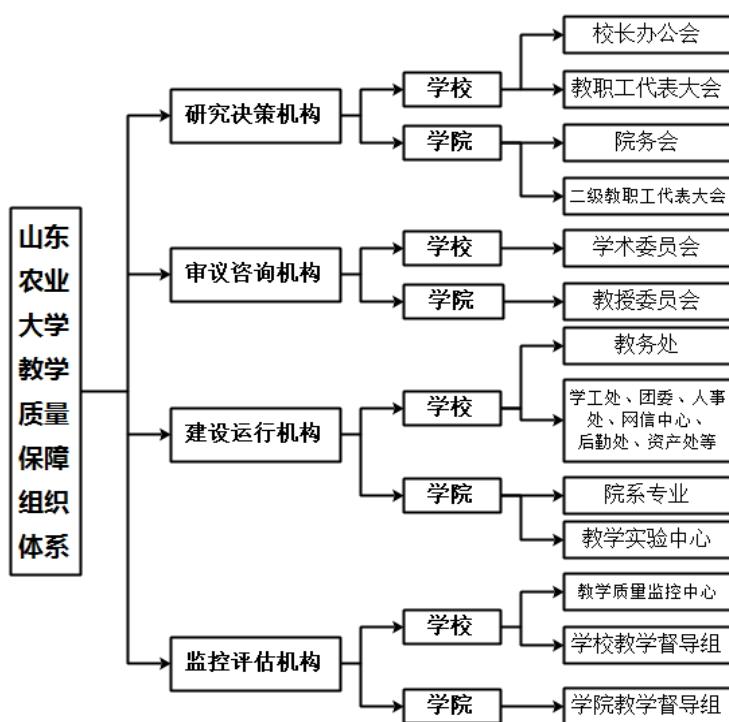 山东
农业
大学
教学
质量
保障
组织
体系
研究决策机构
学校
校长办公会
教职工代表大会
学院
院务会
二级教职工代表大会
审议咨询机构
学校
学术委员会
学院
教授委员会
建设运行机构
学校
教务处
学工处、团委、人事
处、网信中心、
后勤处、资产处等
学院
院系专业
教学实验中心
监控评估机构
学校
教学质量监控中心
学校教学督导组
学院
学院教学督导组